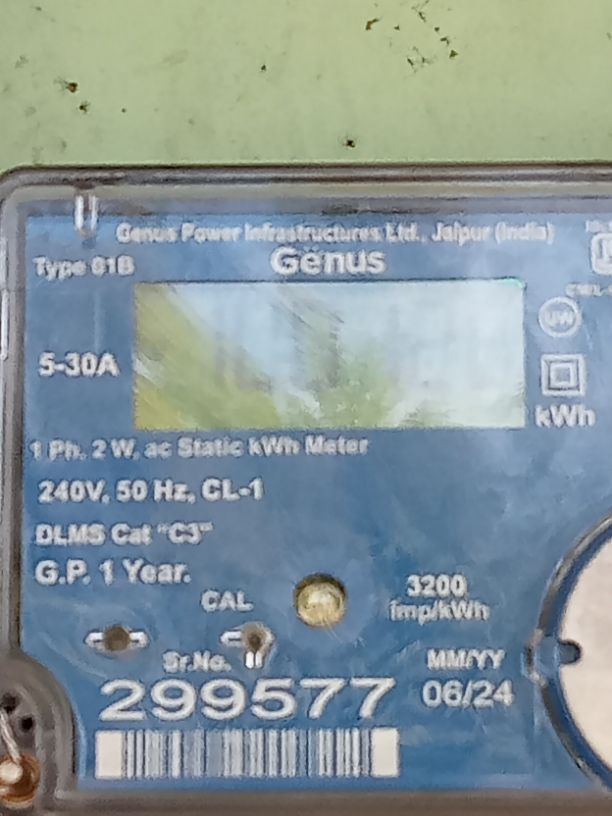 Genus Power Infrastructures Ltd., Jaipur (India)
Genus
Type 01B
UW
5-30A
kWh
1 Ph. 2 W, ac Static kWh Meter
240V, 50 Hz, CL-1
DLMS Cat "C3"
G.P. 1 Year.
CAL
3200
imp/kWh
Sr.No.
MM/YY
299577
06/24